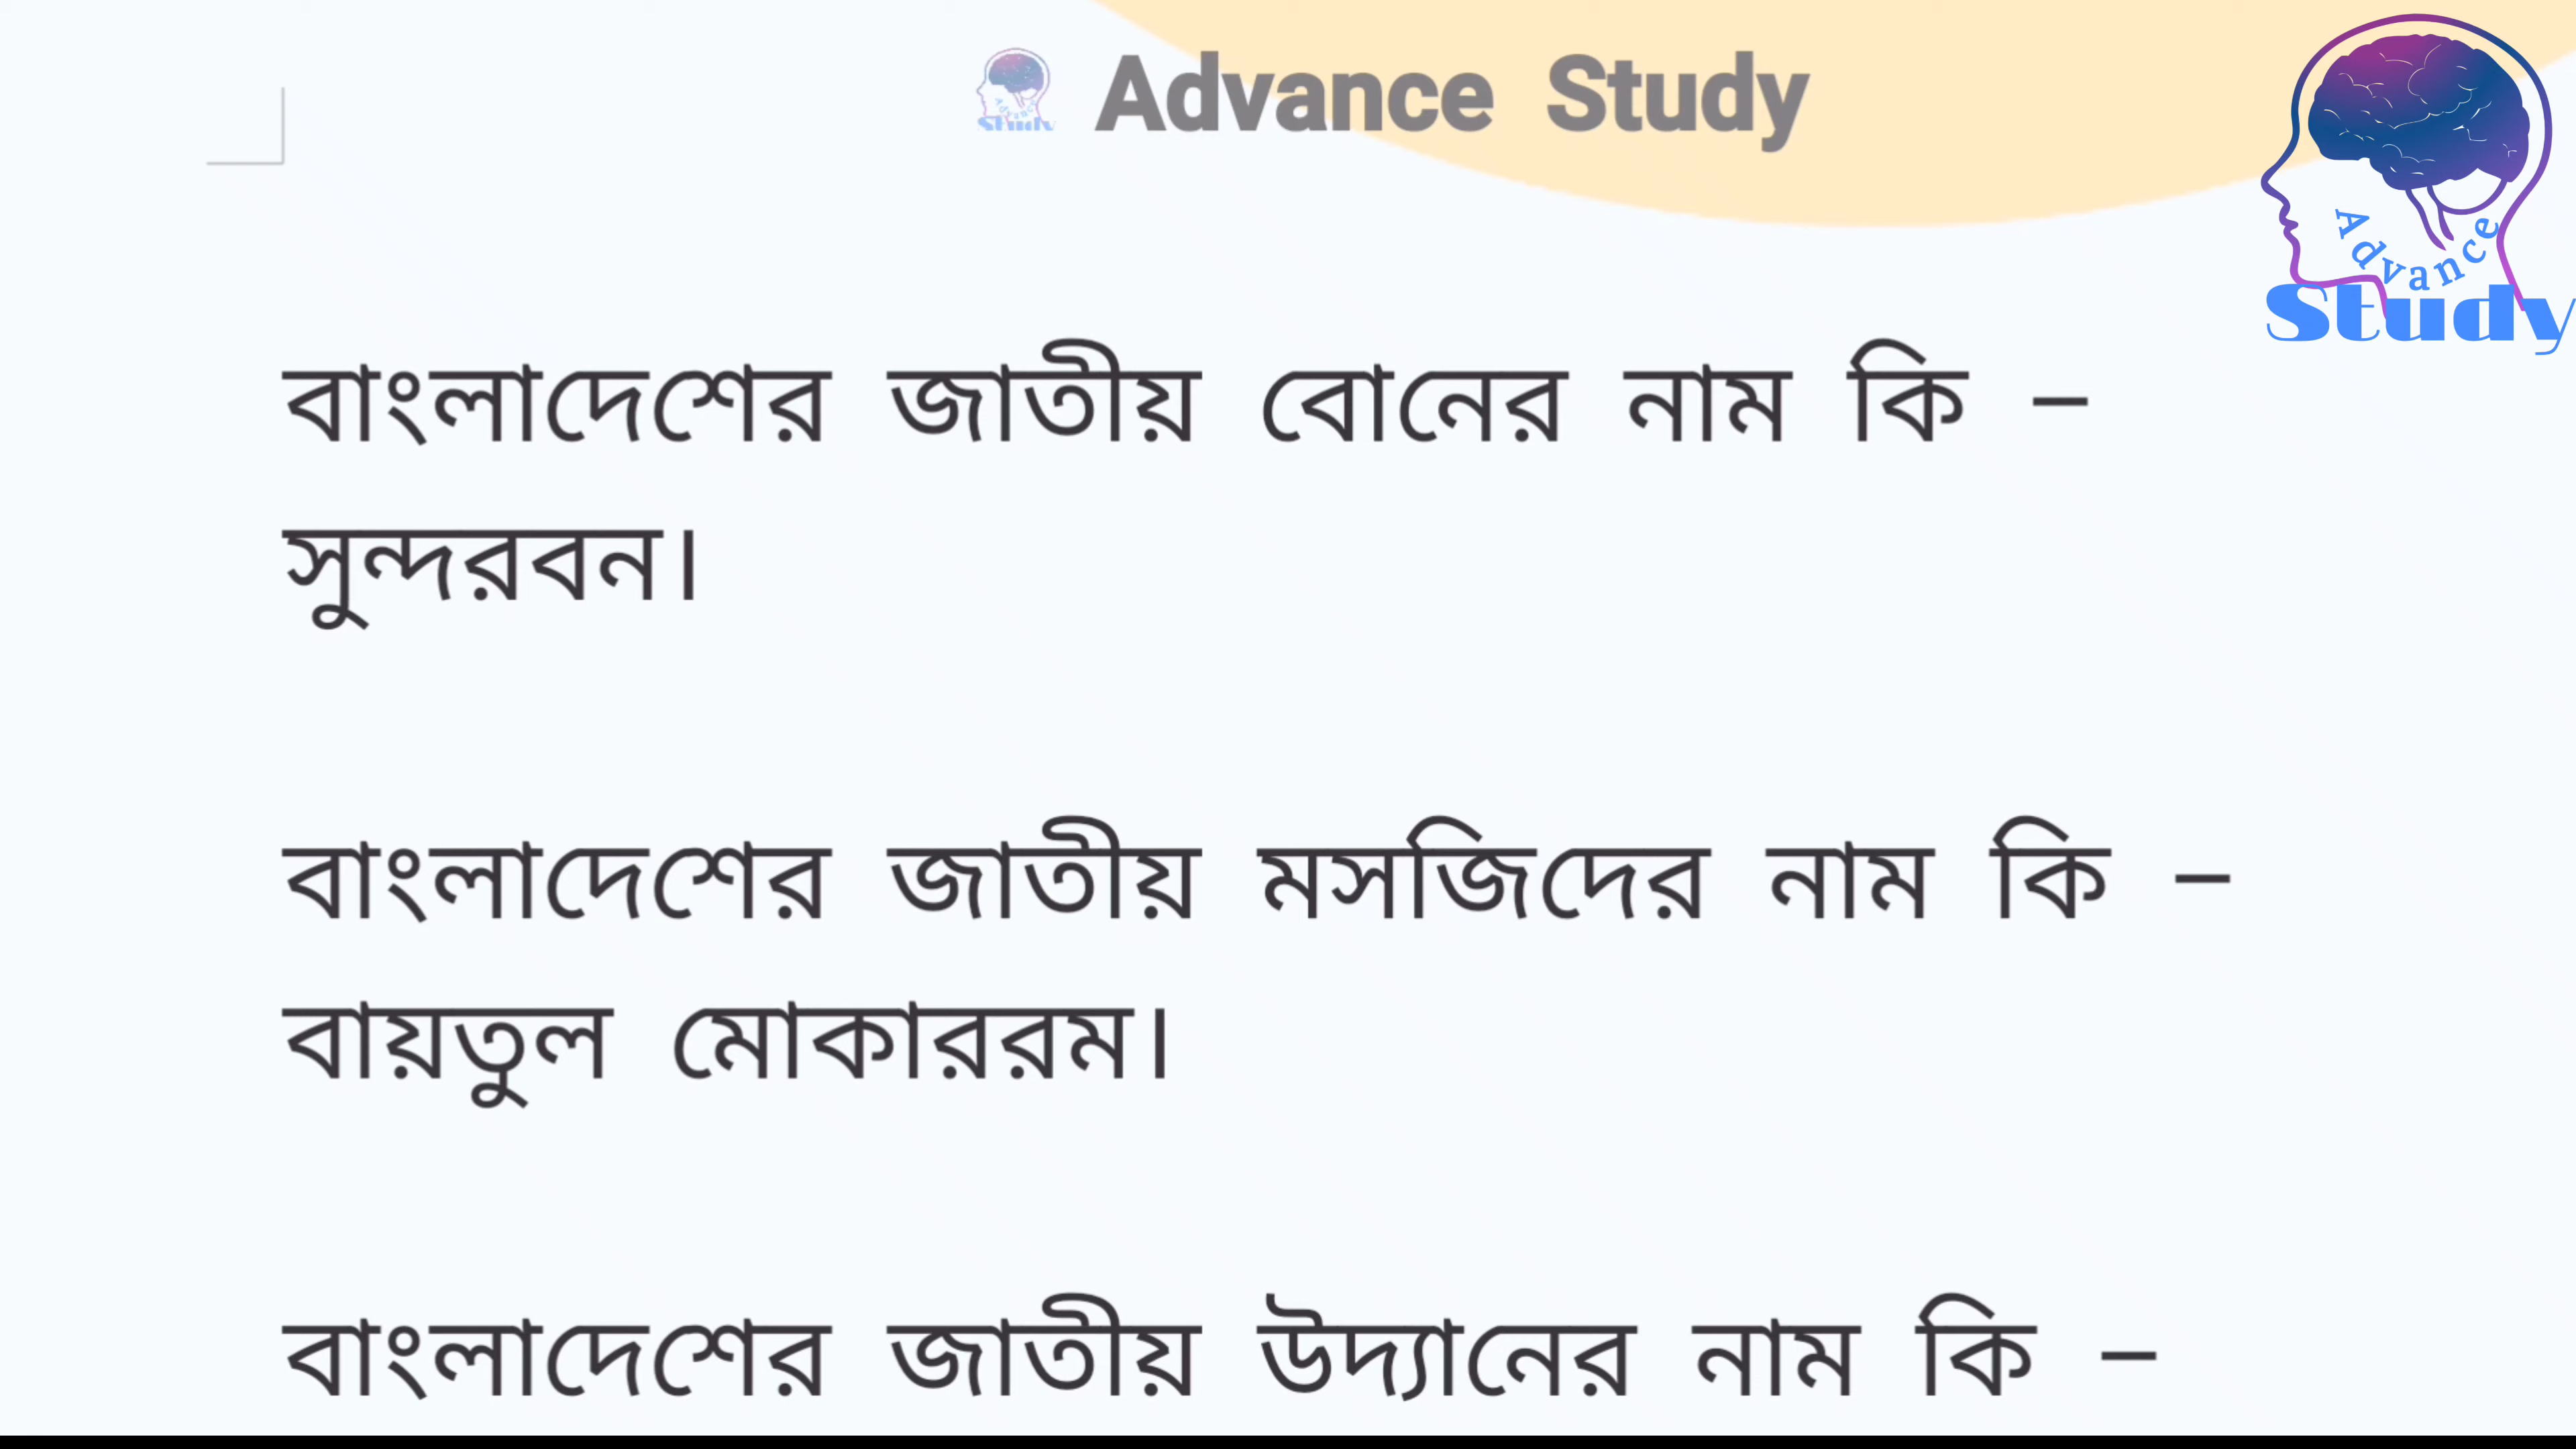 Advance Study
Advance
Study
বাংলাদেশের জাতীয় বোনের নাম কি –
সুন্দরবন।
বাংলাদেশের জাতীয় মসজিদের নাম কি –
বায়তুল মোকাররম।
বাংলাদেশের জাতীয় উদ্যানের নাম কি –